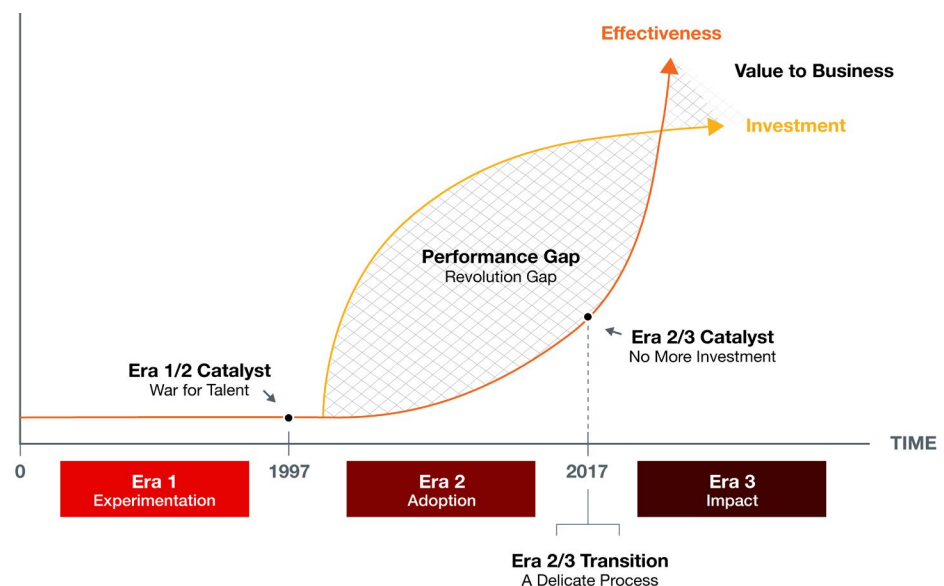 Effectiveness
Value to Business
Investment
Performance Gap
Revolution Gap
Era 2/3 Catalyst
No More Investment
Era 1/2 Catalyst
War for Talent
TIME
0
1997
2017
Era 1
Experimentation
Era 2
Adoption
Era 3
Impact
Era 2/3 Transition
A Delicate Process